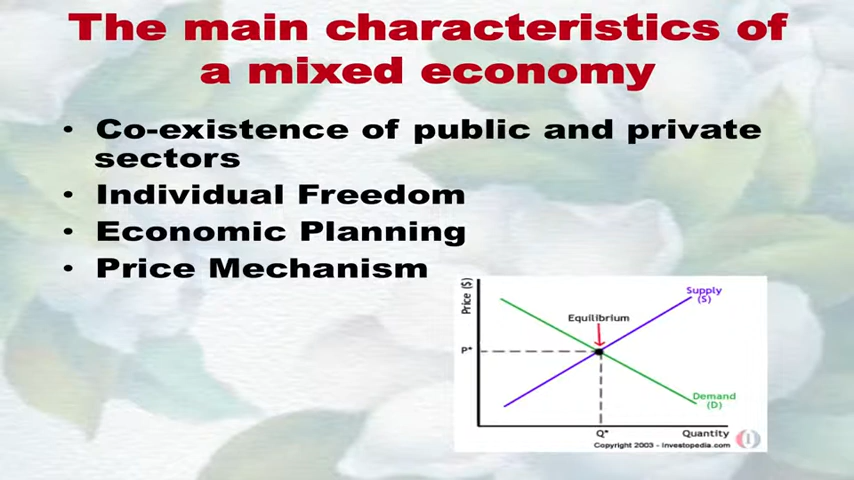 The main characteristics of
a mixed economy
• Co-existence of public and private
sectors
• Individual Freedom
• Economic Planning
• Price Mechanism
Price ($)
Supply
(S)
Equilibrium
P*
Demand
(D)
Q*
Quantity
Copyright 2003 - Investopedia.com